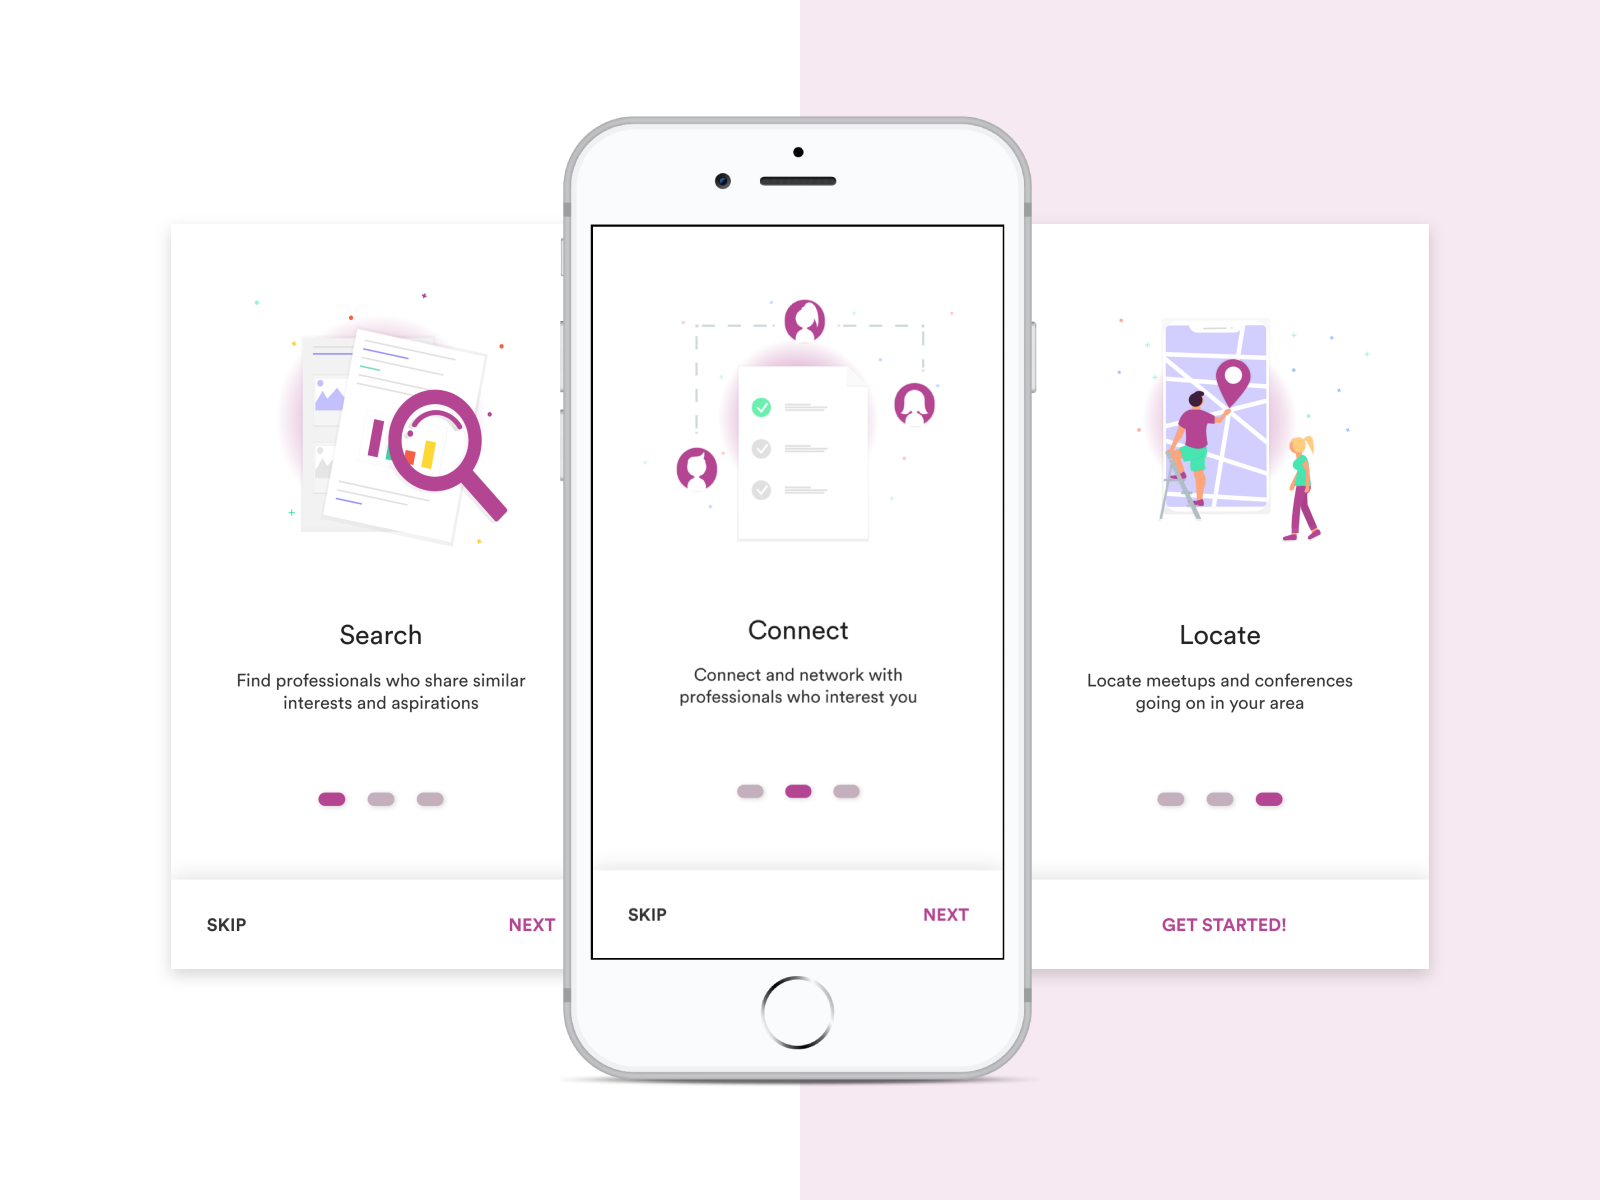 Search
Find professionals who share similar
interests and aspirations
SKIP
NEXT
Connect
Connect and network with
professionals who interest you
SKIP
NEXT
Locate
Locate meetups and conferences
going on in your area
GET STARTED!